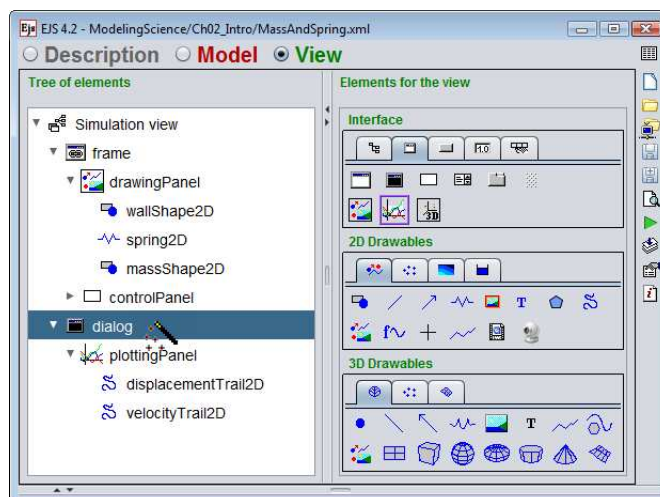 EJS 4.2 - ModelingScience/Ch02_Intro/MassAndSpring.xml
Description Model View
Tree of elements
Simulation view
frame
drawingPanel
wallShape2D
spring2D
massShape2D
controlPanel
dialog
plottingPanel
displacementTrail2D
velocityTrail2D
Elements for the view
Interface
2D Drawables
T
3D Drawables
T